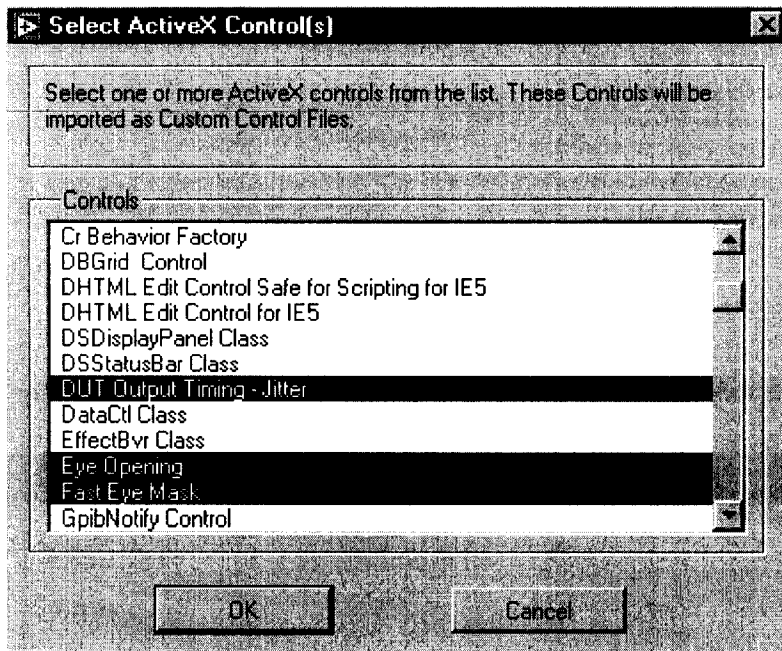 Select ActiveX Control(s)
Select one or more ActiveX controls from the list. These Controls will be
imported as Custom Control Files.
Controls
Cr Behavior Factory
DBGrid Control
DHTML Edit Control Safe for Scripting for IE5
DHTML Edit Control for IE5
DSDisplayPanel Class
DSStatusBar Class
DUT Output Timing - Jitter
DataCtl Class
EffectBvr Class
Eye Opening
Fast Eye Mask
GpibNotify Control
OK
Cancel